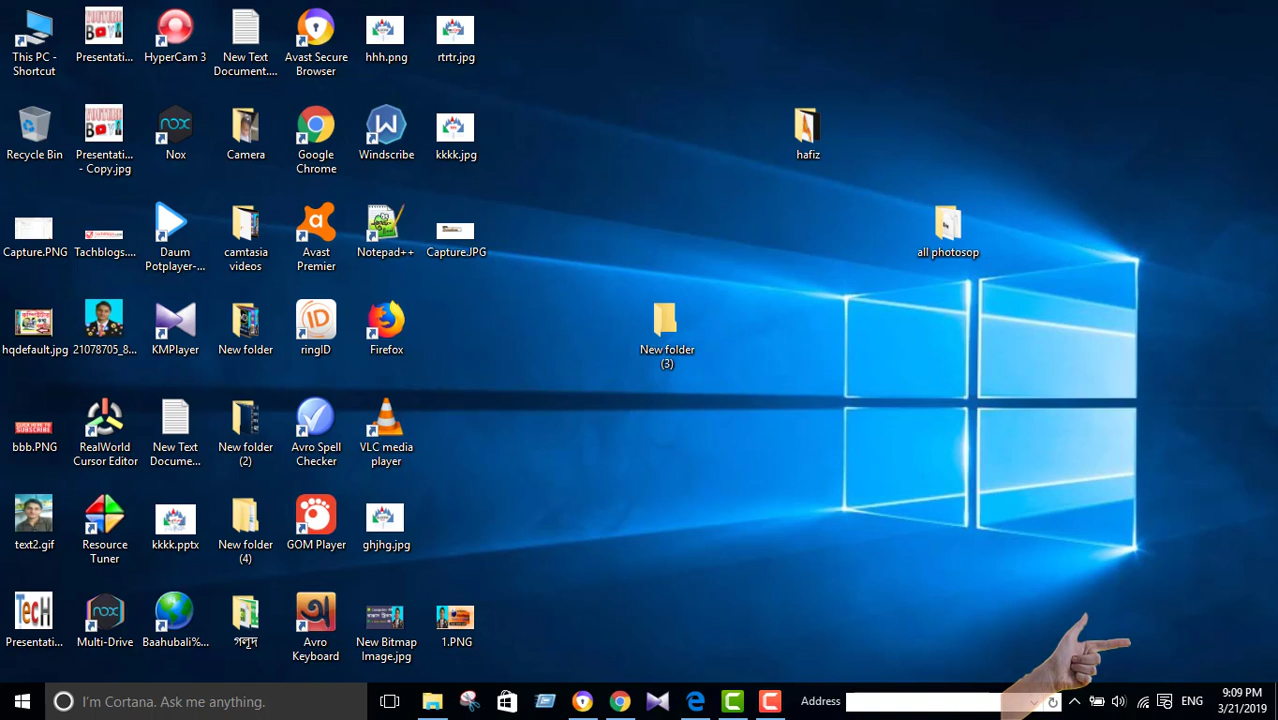 This PC -
Shortcut
Presentati...
HyperCam 3
New Text
Document....
Avast Secure
Browser
hhh.png
rtrtr.jpg
Recycle Bin
Presentati...
- Copy.jpg
Nox
Camera
Google
Chrome
Windscribe
kkkk.jpg
hafiz
Capture.PNG
Tachblogs....
Daum
Potplayer-...
camtasia
videos
Avast
Premier
Notepad++
Capture.JPG
all photosop
hqdefault.jpg
21078705_8...
KMPlayer
New folder
ringID
Firefox
New folder
(3)
bbb.PNG
RealWorld
Cursor Editor
New Text
Docume...
New folder
(2)
Avro Spell
Checker
VLC media
player
text2.gif
Resource
Tuner
kkkk.pptx
New folder
(4)
GOM Player
ghjhg.jpg
Presentati...
Multi-Drive
Baahubali%...
Avro
Keyboard
New Bitmap
Image.jpg
1.PNG
I'm Cortana. Ask me anything.
Address
ENG
9:09 PM
3/21/2019